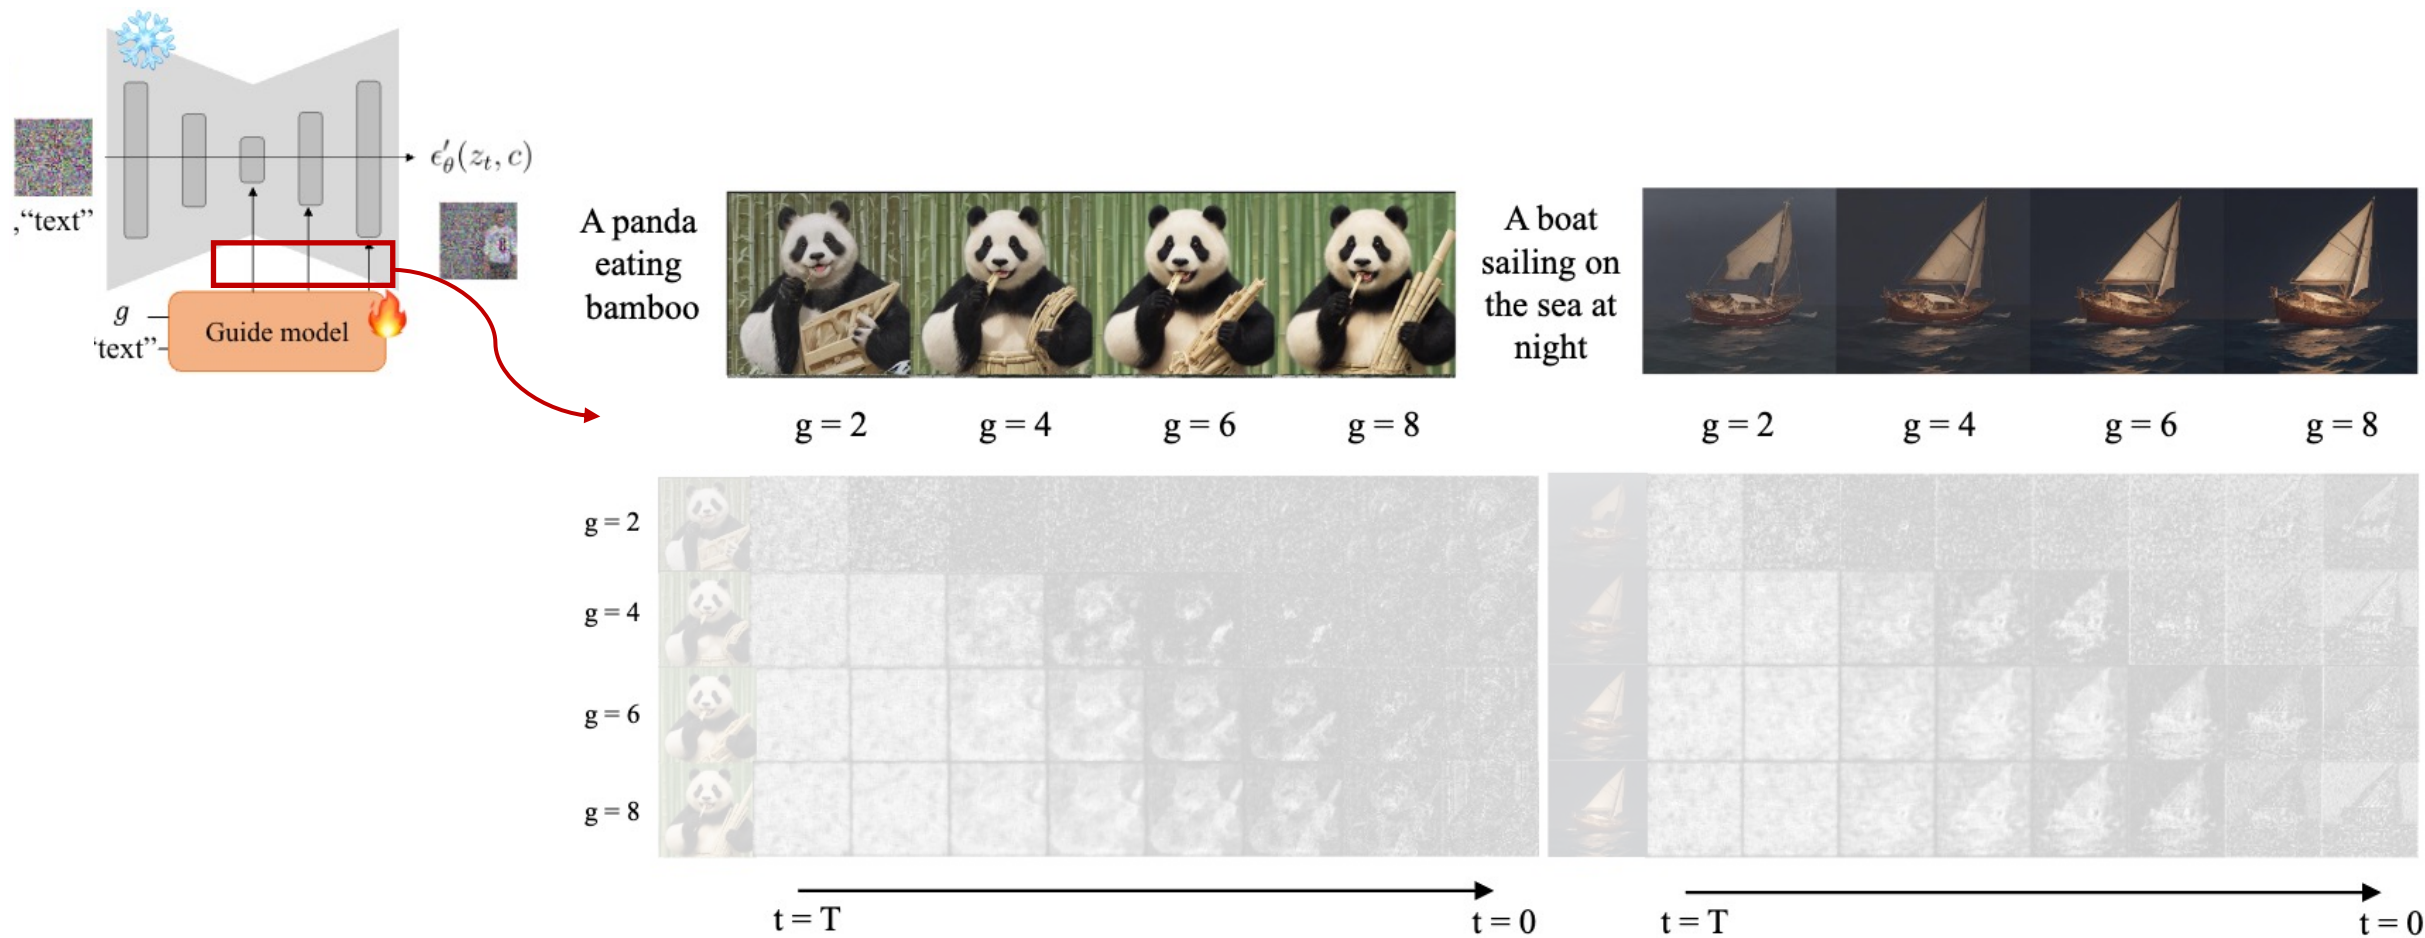 ϵ′θ(z_t, c)
,“text”
g
‘text”
Guide model
A panda
eating
bamboo
A boat
sailing on
the sea at
night
g = 2
g = 4
g = 6
g = 8
g = 2
g = 4
g = 6
g = 8
g = 2
g = 4
g = 6
g = 8
t = T
t = 0
t = T
t = 0